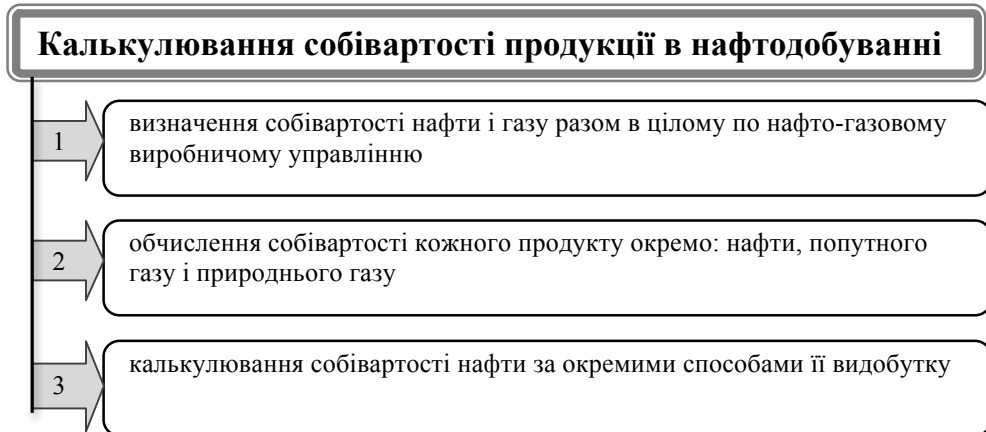 Калькулювання собівартості продукції в нафтодобуванні
1
визначення собівартості нафти і газу разом в цілому по нафто-газовому
виробничому управлінню
2
обчислення собівартості кожного продукту окремо: нафти, попутного
газу і природнього газу
3
калькулювання собівартості нафти за окремими способами її видобутку